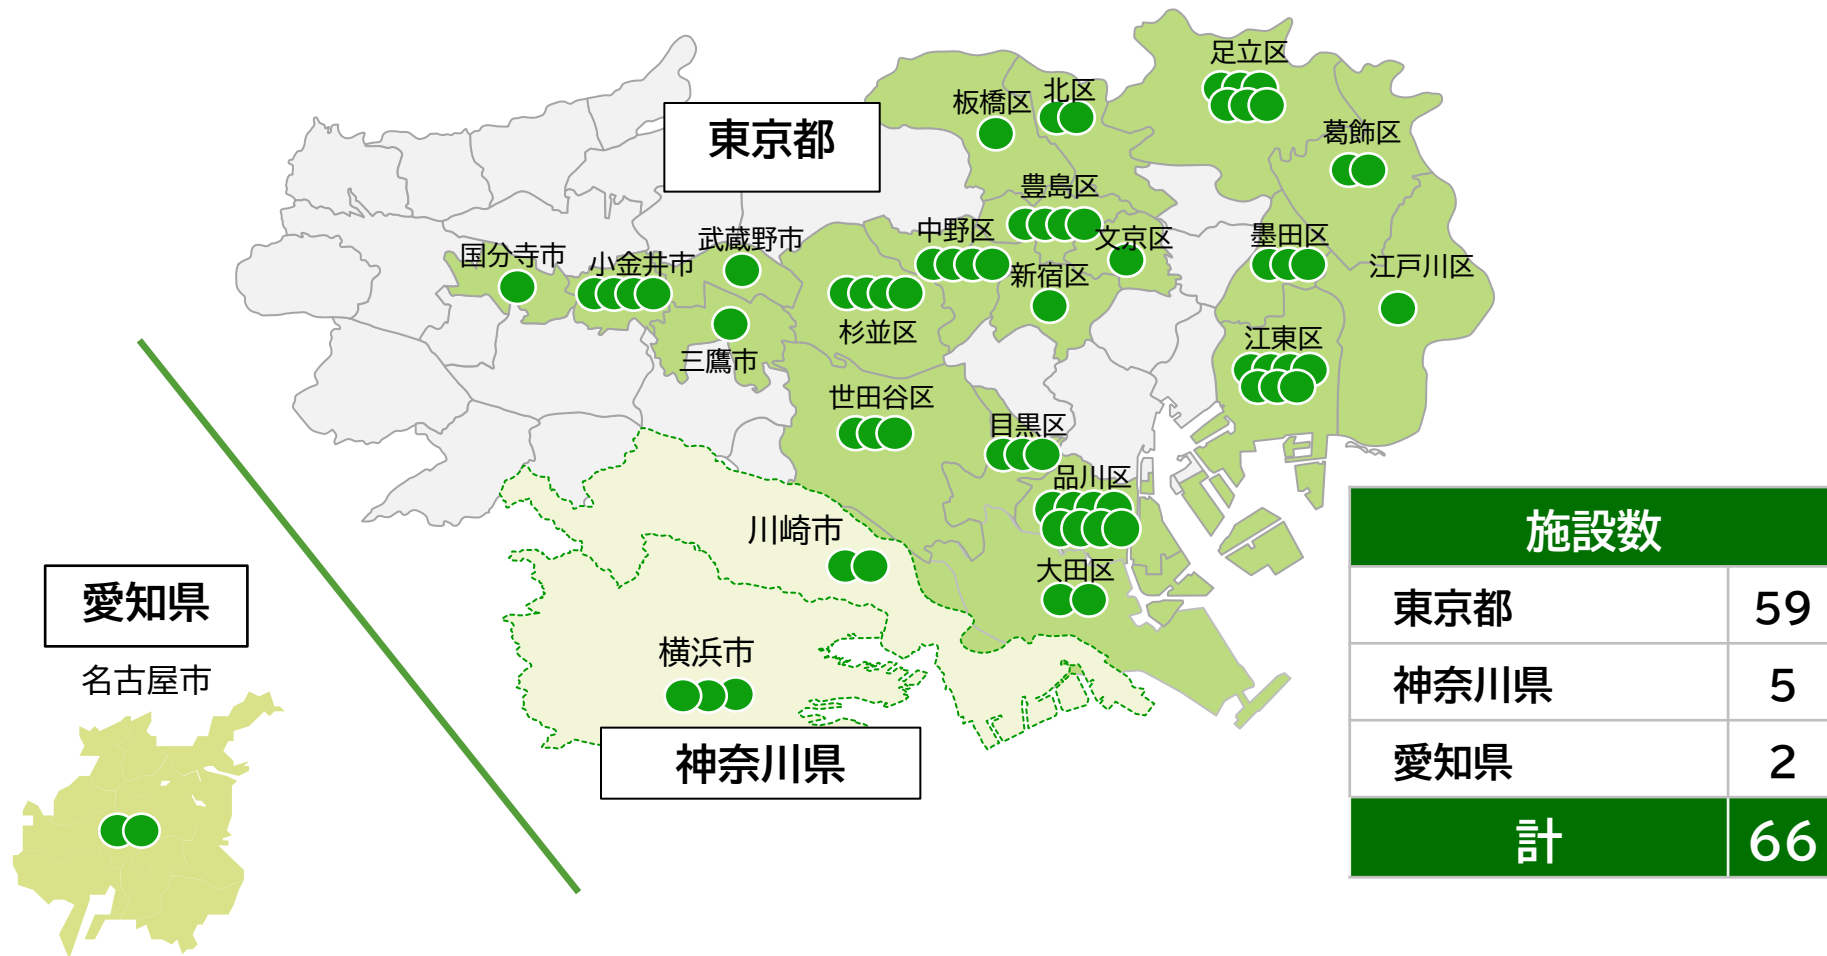 足立区
北区
板橋区
東京都
葛飾区
豊島区
中野区
武蔵野市
文京区
墨田区
国分寺市
小金井市
新宿区
江戸川区
杉並区
江東区
三鷹市
世田谷区
目黒区
品川区
川崎市
大田区
横浜市
神奈川県
愛知県
名古屋市
施設数
東京都 59
神奈川県 5
愛知県 2
計 66